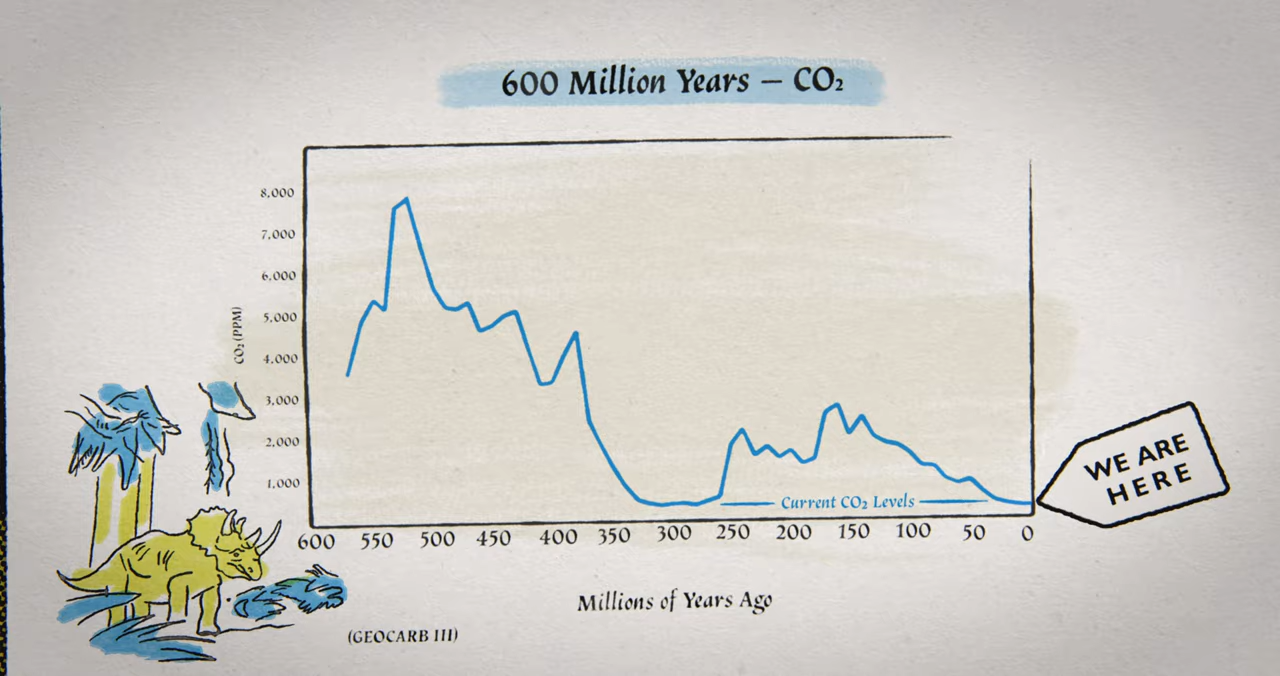 600 Million Years – CO₂
8,000
7,000
6,000
5,000
4,000
3,000
2,000
1,000
CO₂ (PPM)
Current CO₂ Levels
WE ARE
HERE
600 550 500 450 400 350 300 250 200 150 100 50 0
Millions of Years Ago
(GEOCARB III)